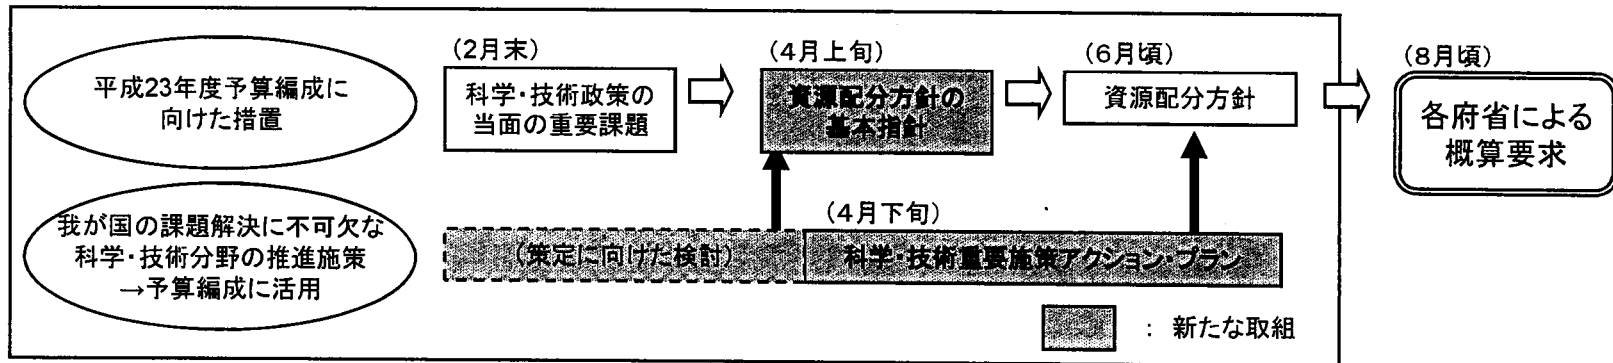 平成23年度予算編成に
向けた措置
(2月末)
科学・技術政策の
当面の重要課題
(4月上旬)
資源配分方針の
基本指針
(6月頃)
資源配分方針
(8月頃)
各府省による
概算要求
我が国の課題解決に不可欠な
科学・技術分野の推進施策
→予算編成に活用
(策定に向けた検討)
(4月下旬)
科学・技術重要施策アクション・プラン
： 新たな取組